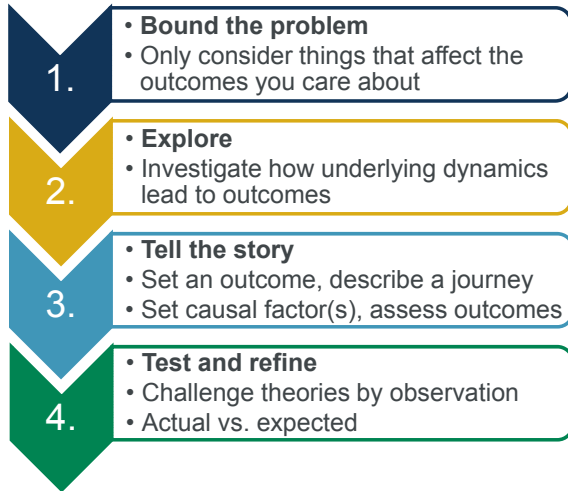 1.
• Bound the problem
• Only consider things that affect the
outcomes you care about
2.
• Explore
• Investigate how underlying dynamics
lead to outcomes
3.
• Tell the story
• Set an outcome, describe a journey
• Set causal factor(s), assess outcomes
4.
• Test and refine
• Challenge theories by observation
• Actual vs. expected